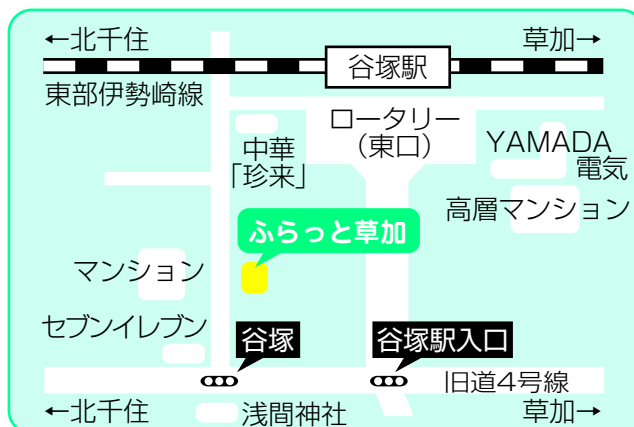 ←北千住
草加→
谷塚駅
東部伊勢崎線
ロータリー
（東口）
中華
「珍来」
YAMADA
電気
高層マンション
ふらっと草加
マンション
セブンイレブン
谷塚
谷塚駅入口
旧道4号線
←北千住
浅間神社
草加→